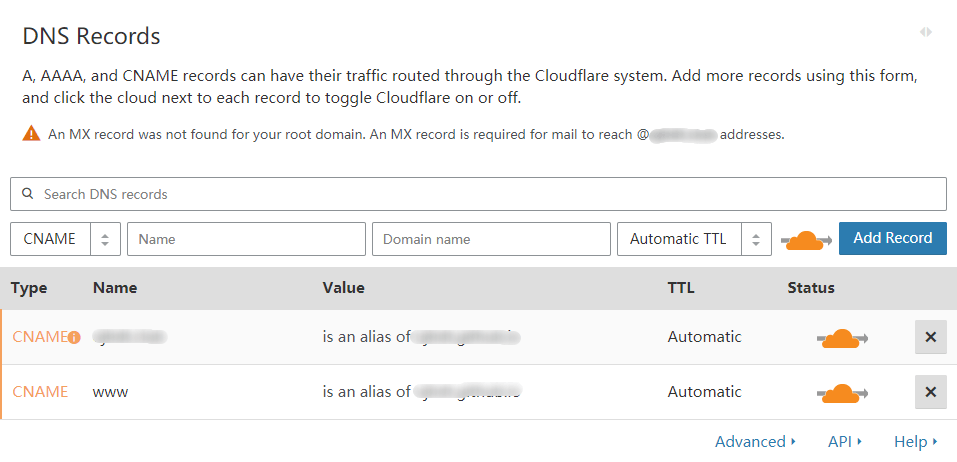 DNS Records
A, AAAA, and CNAME records can have their traffic routed through the Cloudflare system. Add more records using this form,
and click the cloud next to each record to toggle Cloudflare on or off.
An MX record was not found for your root domain. An MX record is required for mail to reach @ addresses.
Search DNS records
CNAME Name Domain name Automatic TTL Add Record
Type Name Value TTL Status
CNAME is an alias of Automatic
CNAME www is an alias of Automatic
Advanced API Help